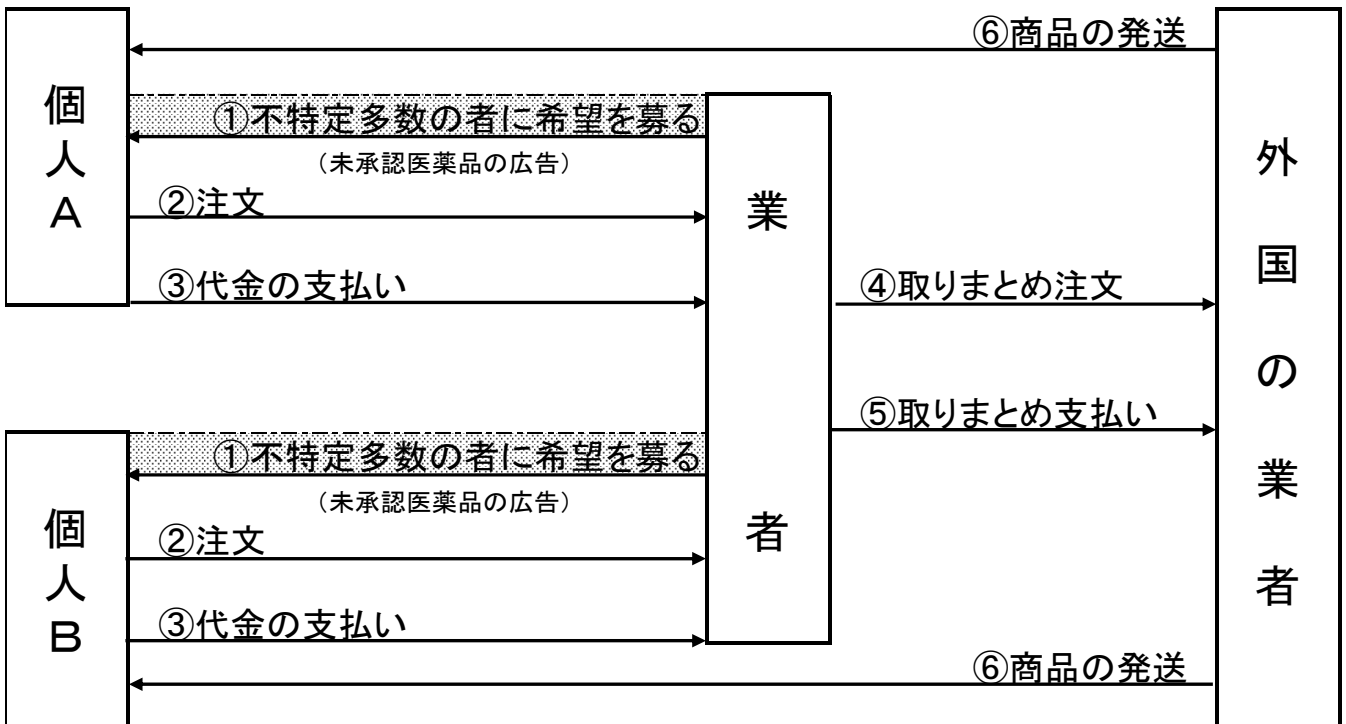 ⑥商品の発送
個人A
①不特定多数の者に希望を募る
(未承認医薬品の広告)
②注文
③代金の支払い
業者
④取りまとめ注文
⑤取りまとめ支払い
外国の業者
個人B
①不特定多数の者に希望を募る
(未承認医薬品の広告)
②注文
③代金の支払い
⑥商品の発送